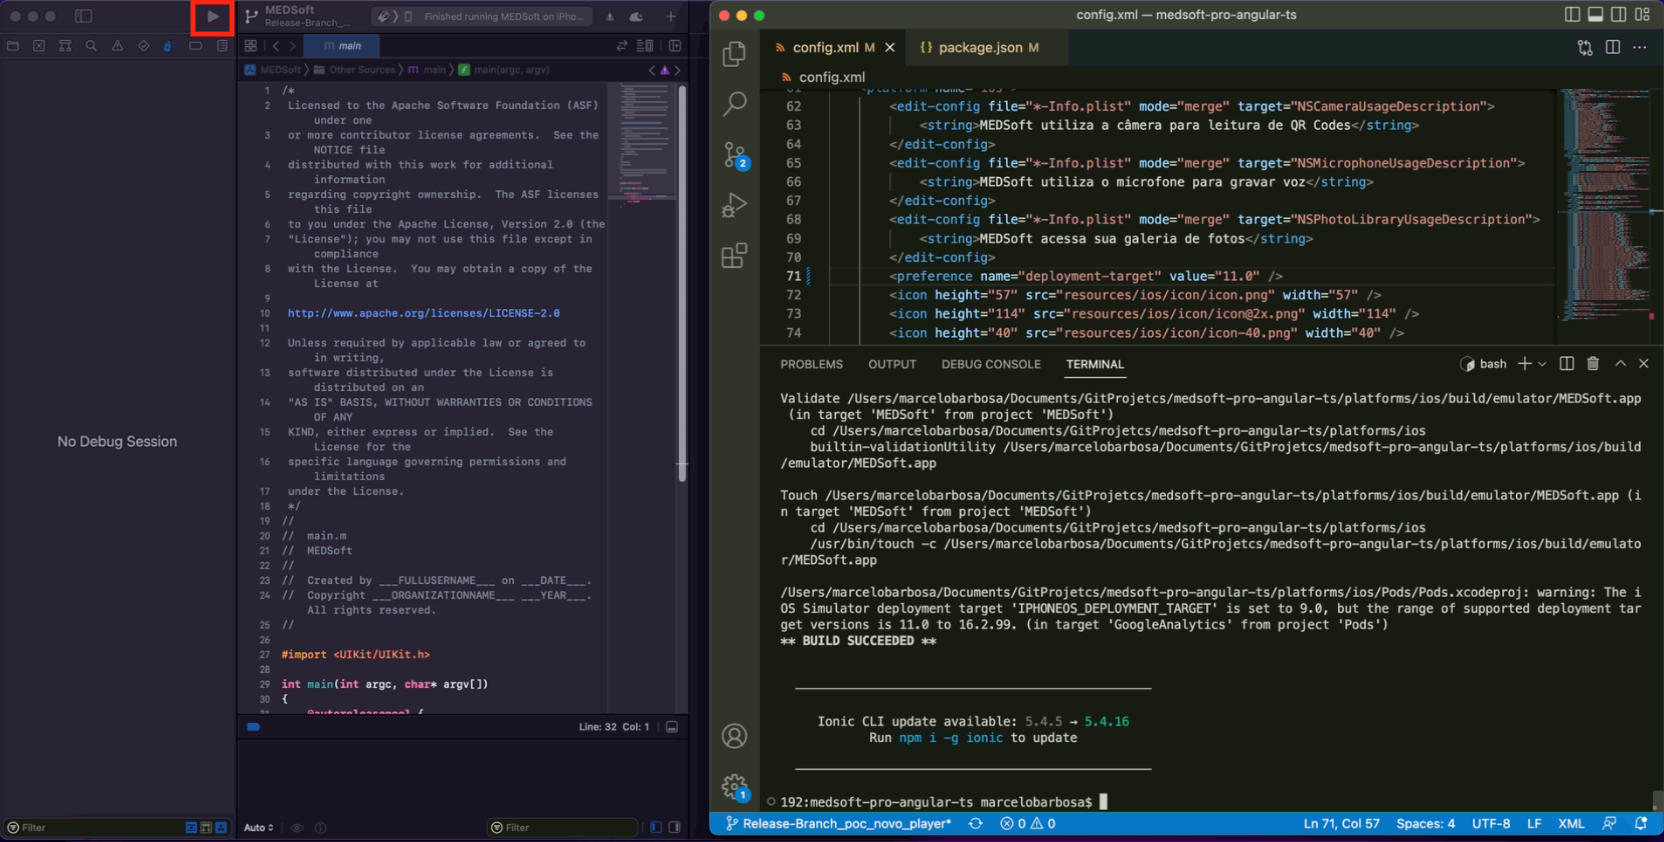 MEDSoft
Release-Branch_...
Finished running MEDSoft on iPho...
main
MEDSoft 〉 Other Sources 〉 main 〉 main(argc, argv)
1 /*
2 Licensed to the Apache Software Foundation (ASF)
under one
3 or more contributor license agreements. See the
NOTICE file
4 distributed with this work for additional
information
5 regarding copyright ownership. The ASF licenses
this file
6 to you under the Apache License, Version 2.0 (the
7 "License"); you may not use this file except in
compliance
8 with the License. You may obtain a copy of the
License at
9
10 http://www.apache.org/licenses/LICENSE-2.0
11
12 Unless required by applicable law or agreed to
in writing,
13 software distributed under the License is
distributed on an
14 "AS IS" BASIS, WITHOUT WARRANTIES OR CONDITIONS
OF ANY
15 KIND, either express or implied. See the
License for the
16 specific language governing permissions and
limitations
17 under the License.
18 */
19 //
20 // main.m
21 // MEDSoft
22 //
23 // Created by ___FULLUSERNAME___ on ___DATE___.
24 // Copyright ___ORGANIZATIONNAME___ ___YEAR___.
All rights reserved.
25 //
26
27 #import <UIKit/UIKit.h>
28
29 int main(int argc, char* argv[])
30 {
31 @autoreleasepool {
No Debug Session
Line: 32 Col: 1
Filter
Auto
Filter
config.xml — medsoft-pro-angular-ts
config.xml M
{} package.json M
config.xml
61 <platform name="ios">
62 <edit-config file="*-Info.plist" mode="merge" target="NSCameraUsageDescription">
63 <string>MEDSoft utiliza a câmera para leitura de QR Codes</string>
64 </edit-config>
65 <edit-config file="*-Info.plist" mode="merge" target="NSMicrophoneUsageDescription">
66 <string>MEDSoft utiliza o microfone para gravar voz</string>
67 </edit-config>
68 <edit-config file="*-Info.plist" mode="merge" target="NSPhotoLibraryUsageDescription">
69 <string>MEDSoft acessa sua galeria de fotos</string>
70 </edit-config>
71 <preference name="deployment-target" value="11.0" />
72 <icon height="57" src="resources/ios/icon/icon.png" width="57" />
73 <icon height="114" src="resources/ios/icon/icon@2x.png" width="114" />
74 <icon height="40" src="resources/ios/icon/icon-40.png" width="40" />
2
1
PROBLEMS OUTPUT DEBUG CONSOLE TERMINAL
bash
Validate /Users/marcelobarbosa/Documents/GitProjetcs/medsoft-pro-angular-ts/platforms/ios/build/emulator/MEDSoft.app
(in target 'MEDSoft' from project 'MEDSoft')
cd /Users/marcelobarbosa/Documents/GitProjetcs/medsoft-pro-angular-ts/platforms/ios
builtin-validationUtility /Users/marcelobarbosa/Documents/GitProjetcs/medsoft-pro-angular-ts/platforms/ios/build
/emulator/MEDSoft.app
Touch /Users/marcelobarbosa/Documents/GitProjetcs/medsoft-pro-angular-ts/platforms/ios/build/emulator/MEDSoft.app (i
n target 'MEDSoft' from project 'MEDSoft')
cd /Users/marcelobarbosa/Documents/GitProjetcs/medsoft-pro-angular-ts/platforms/ios
/usr/bin/touch -c /Users/marcelobarbosa/Documents/GitProjetcs/medsoft-pro-angular-ts/platforms/ios/build/emulato
r/MEDSoft.app
/Users/marcelobarbosa/Documents/GitProjetcs/medsoft-pro-angular-ts/platforms/ios/Pods/Pods.xcodeproj: warning: The i
OS Simulator deployment target 'IPHONEOS_DEPLOYMENT_TARGET' is set to 9.0, but the range of supported deployment tar
get versions is 11.0 to 16.2.99. (in target 'GoogleAnalytics' from project 'Pods')
** BUILD SUCCEEDED **
Ionic CLI update available: 5.4.5 → 5.4.16
Run npm i -g ionic to update
192:medsoft-pro-angular-ts marcelobarbosa$
Release-Branch_poc_novo_player* 0 0
Ln 71, Col 57 Spaces: 4 UTF-8 LF XML